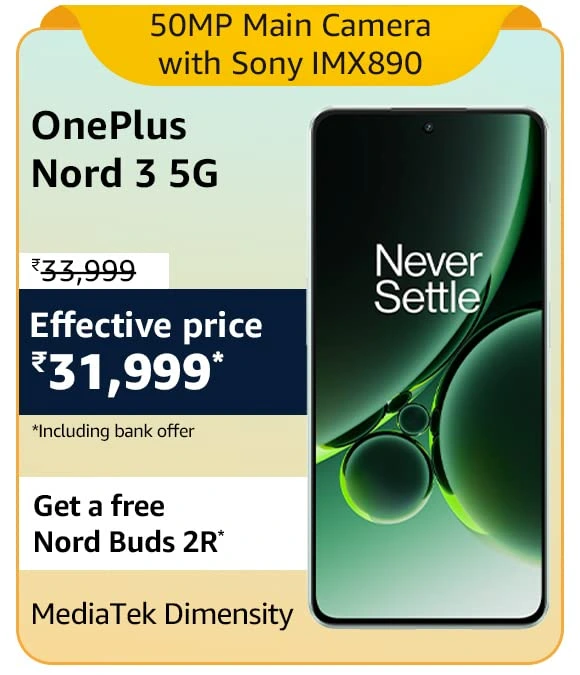 50MP Main Camera
with Sony IMX890
OnePlus
Nord 3 5G
₹33,999
Effective price
₹31,999*
*Including bank offer
Get a free
Nord Buds 2R*
MediaTek Dimensity
Never
Settle